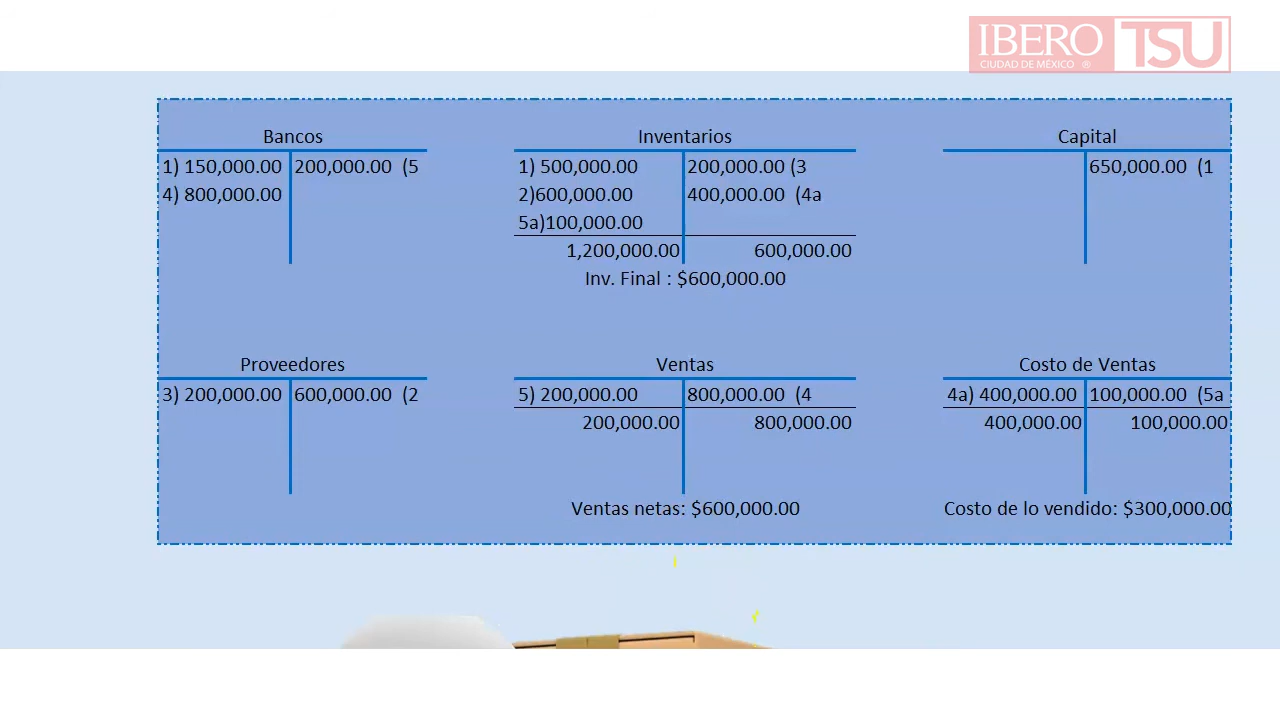 IBERO TSU
CIUDAD DE MÉXICO ®
Bancos
1) 150,000.00 200,000.00 (5
4) 800,000.00
Inventarios
1) 500,000.00 200,000.00 (3
2)600,000.00 400,000.00 (4a
5a)100,000.00
1,200,000.00 600,000.00
Inv. Final : $600,000.00
Capital
650,000.00 (1
Proveedores
3) 200,000.00 600,000.00 (2
Ventas
5) 200,000.00 800,000.00 (4
200,000.00 800,000.00
Ventas netas: $600,000.00
Costo de Ventas
4a) 400,000.00 100,000.00 (5a
400,000.00 100,000.00
Costo de lo vendido: $300,000.00